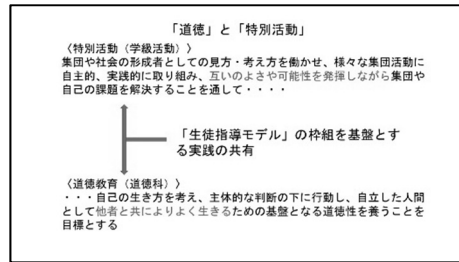 「道徳」と「特別活動」
〈特別活動（学級活動）〉
集団や社会の形成者としての見方・考え方を働かせ、様々な集団活動に
自主的、実践的に取り組み、互いのよさや可能性を発揮しながら集団や
自己の課題を解決することを通して・・・・
「生徒指導モデル」の枠組を基盤とす
る実践の共有
〈道徳教育（道徳科）〉
・・・自己の生き方を考え、主体的な判断の下に行動し、自立した人間
として他者と共によりよく生きるための基盤となる道徳性を養うことを
目標とする